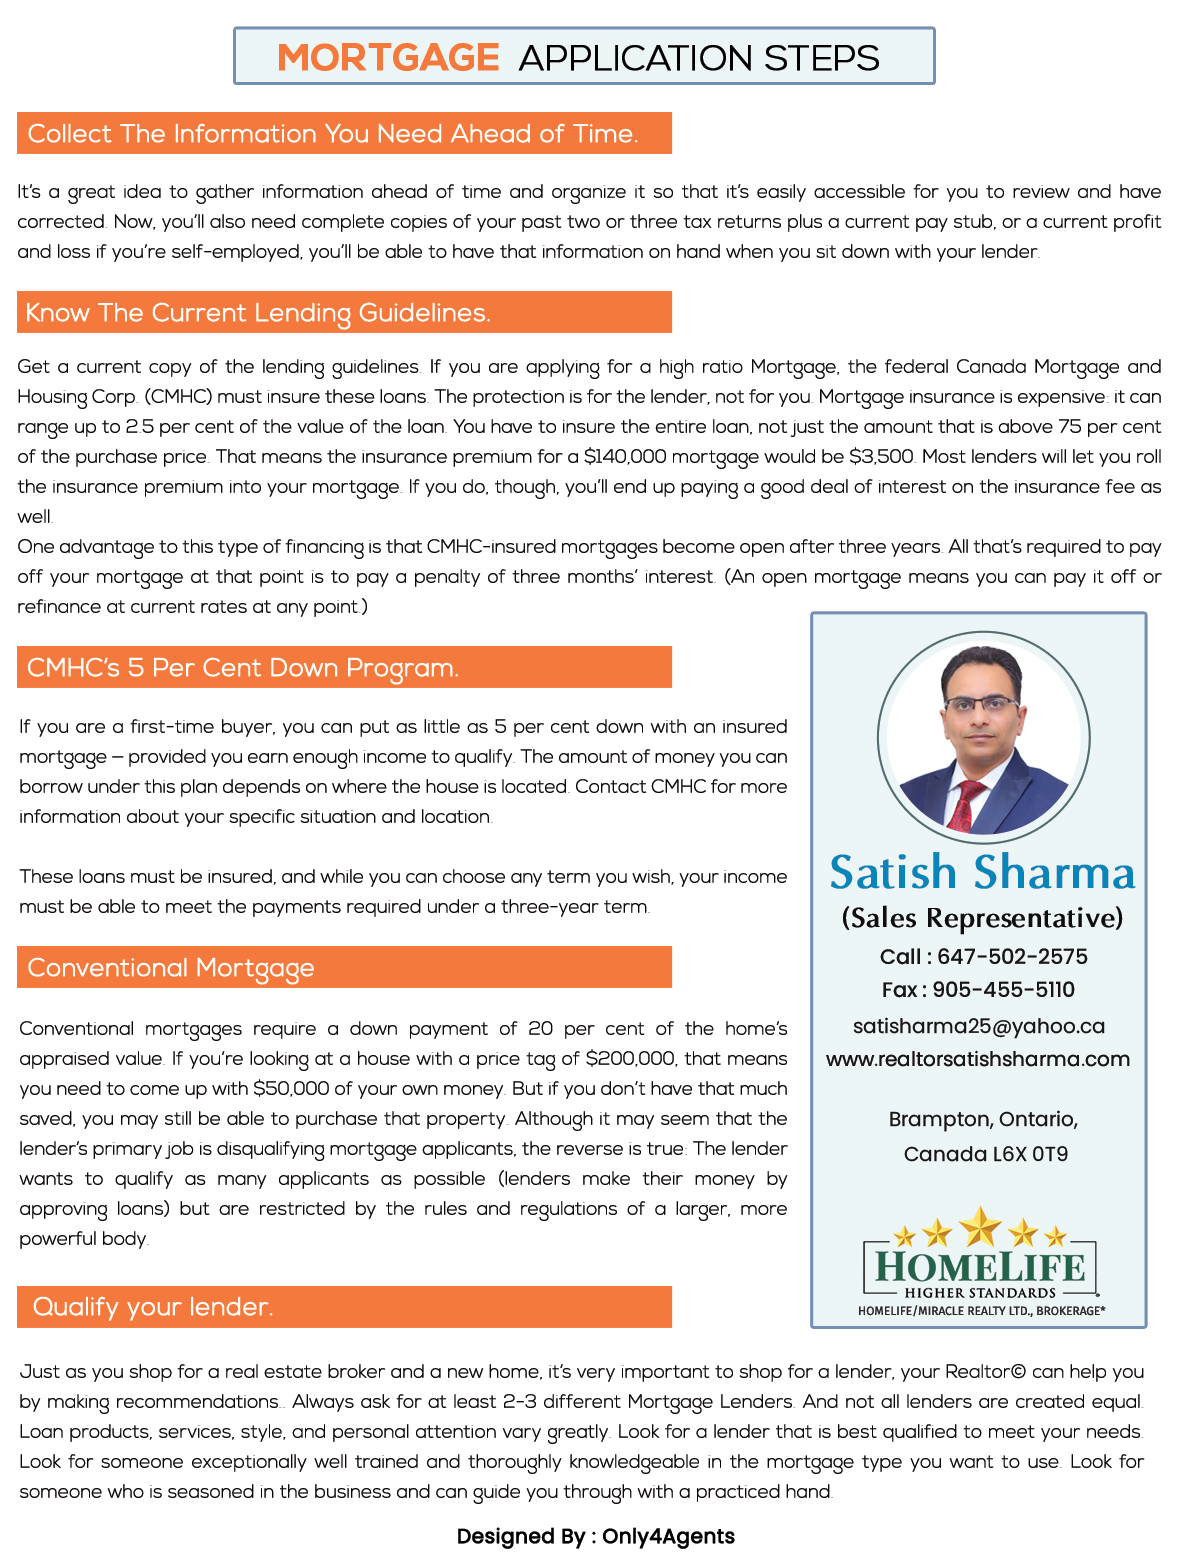 MORTGAGE APPLICATION STEPS
Collect The Information You Need Ahead of Time.
It's a great idea to gather information ahead of time and organize it so that it's easily accessible for you to review and have
corrected. Now, you'll also need complete copies of your past two or three tax returns plus a current pay stub, or a current profit
and loss if you're self-employed, you'll be able to have that information on hand when you sit down with your lender.
Know The Current Lending Guidelines.
Get a current copy of the lending guidelines. If you are applying for a high ratio Mortgage, the federal Canada Mortgage and
Housing Corp. (CMHC) must insure these loans. The protection is for the lender, not for you. Mortgage insurance is expensive: it can
range up to 2.5 per cent of the value of the loan. You have to insure the entire loan, not just the amount that is above 75 per cent
of the purchase price. That means the insurance premium for a $140,000 mortgage would be $3,500. Most lenders will let you roll
the insurance premium into your mortgage. If you do, though, you'll end up paying a good deal of interest on the insurance fee as
well.
One advantage to this type of financing is that CMHC-insured mortgages become open after three years. All that's required to pay
off your mortgage at that point is to pay a penalty of three months' interest. (An open mortgage means you can pay it off or
refinance at current rates at any point.)
CMHC's 5 Per Cent Down Program.
If you are a first-time buyer, you can put as little as 5 per cent down with an insured
mortgage – provided you earn enough income to qualify. The amount of money you can
borrow under this plan depends on where the house is located. Contact CMHC for more
information about your specific situation and location.
These loans must be insured, and while you can choose any term you wish, your income
must be able to meet the payments required under a three-year term.
Conventional Mortgage
Conventional mortgages require a down payment of 20 per cent of the home's
appraised value. If you're looking at a house with a price tag of $200,000, that means
you need to come up with $50,000 of your own money. But if you don't have that much
saved, you may still be able to purchase that property. Although it may seem that the
lender's primary job is disqualifying mortgage applicants, the reverse is true: The lender
wants to qualify as many applicants as possible (lenders make their money by
approving loans) but are restricted by the rules and regulations of a larger, more
powerful body.
Satish Sharma
(Sales Representative)
Call : 647-502-2575
Fax : 905-455-5110
satisharma25@yahoo.ca
www.realtorsatishsharma.com
Brampton, Ontario,
Canada L6X 0T9
HOMELIFE
HIGHER STANDARDS
HOMELIFE/MIRACLE REALTY LTD., BROKERAGE*
Qualify your lender.
Just as you shop for a real estate broker and a new home, it's very important to shop for a lender, your Realtor© can help you
by making recommendations.. Always ask for at least 2-3 different Mortgage Lenders. And not all lenders are created equal.
Loan products, services, style, and personal attention vary greatly. Look for a lender that is best qualified to meet your needs.
Look for someone exceptionally well trained and thoroughly knowledgeable in the mortgage type you want to use. Look for
someone who is seasoned in the business and can guide you through with a practiced hand.
Designed By : Only4Agents